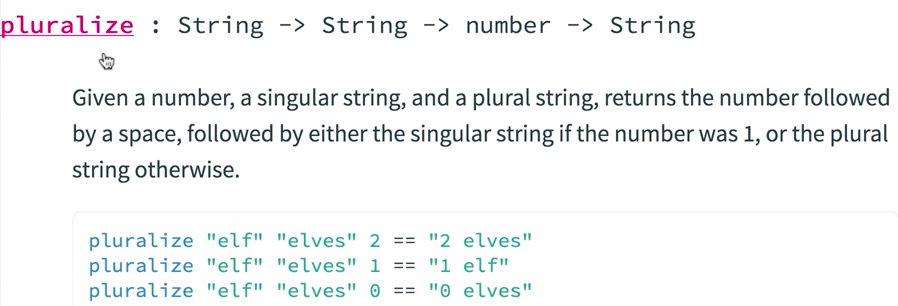 pluralize : String -> String -> number -> String
Given a number, a singular string, and a plural string, returns the number followed
by a space, followed by either the singular string if the number was 1, or the plural
string otherwise.
pluralize "elf" "elves" 2 == "2 elves"
pluralize "elf" "elves" 1 == "1 elf"
pluralize "elf" "elves" 0 == "0 elves"